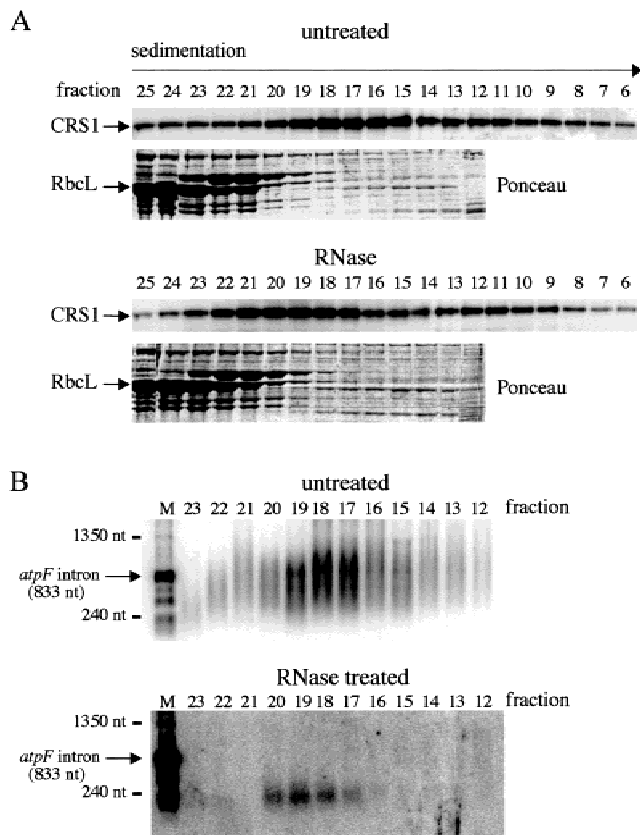 A
untreated
sedimentation
fraction 25 24 23 22 21 20 19 18 17 16 15 14 13 12 11 10 9 8 7 6
CRS1
RbcL
Ponceau
RNase
25 24 23 22 21 20 19 18 17 16 15 14 13 12 11 10 9 8 7 6
CRS1
RbcL
Ponceau
B
untreated
M 23 22 21 20 19 18 17 16 15 14 13 12 fraction
1350 nt
atpF intron
(833 nt)
240 nt
RNase treated
M 23 22 21 20 19 18 17 16 15 14 13 12 fraction
1350 nt
atpF intron
(833 nt)
240 nt